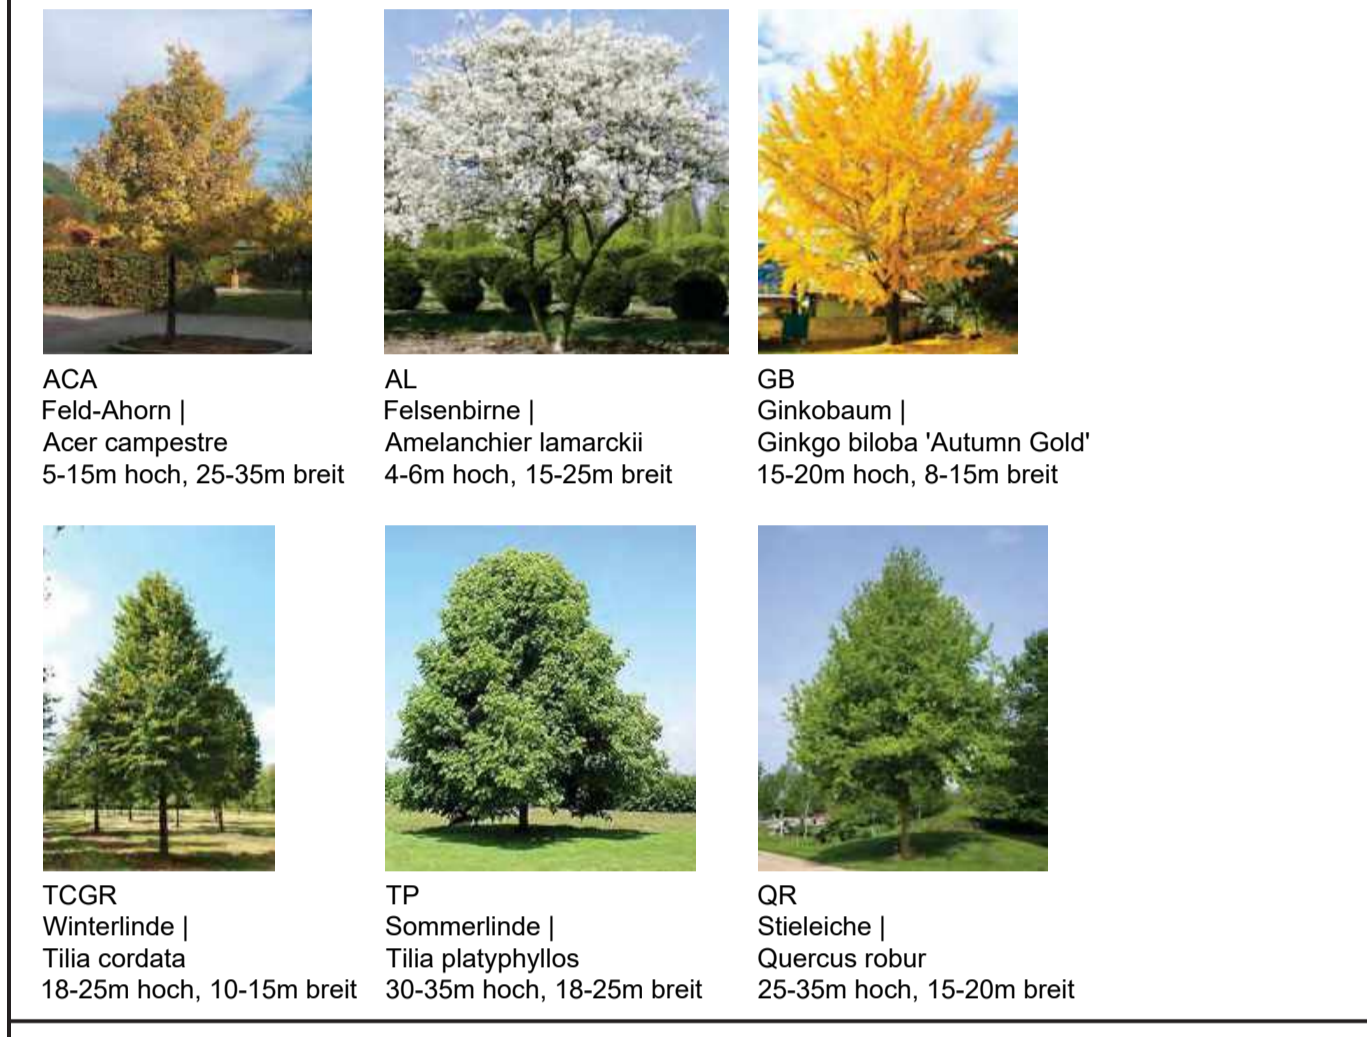 ACA
Feld-Ahorn |
Acer campestre
5-15m hoch, 25-35m breit
AL
Felsenbirne |
Amelanchier lamarckii
4-6m hoch, 15-25m breit
GB
Ginkobaum |
Ginkgo biloba 'Autumn Gold'
15-20m hoch, 8-15m breit
TCGR
Winterlinde |
Tilia cordata
18-25m hoch, 10-15m breit
TP
Sommerlinde |
Tilia platyphyllos
30-35m hoch, 18-25m breit
QR
Stieleiche |
Quercus robur
25-35m hoch, 15-20m breit